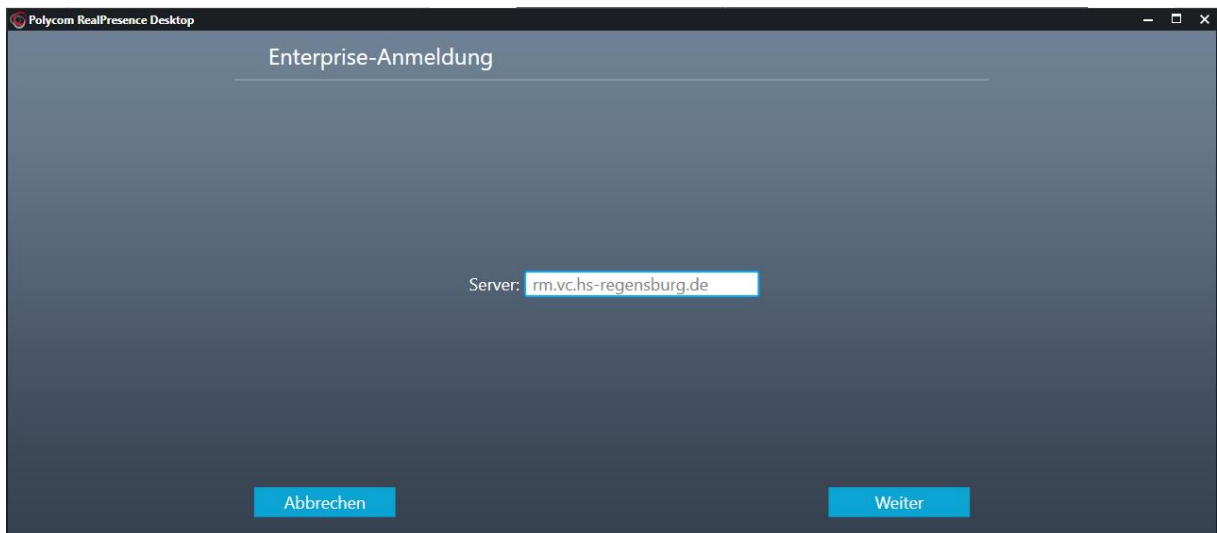 Polycom RealPresence Desktop
Enterprise-Anmeldung
Server: rm.vc.hs-regensburg.de
Abbrechen
Weiter